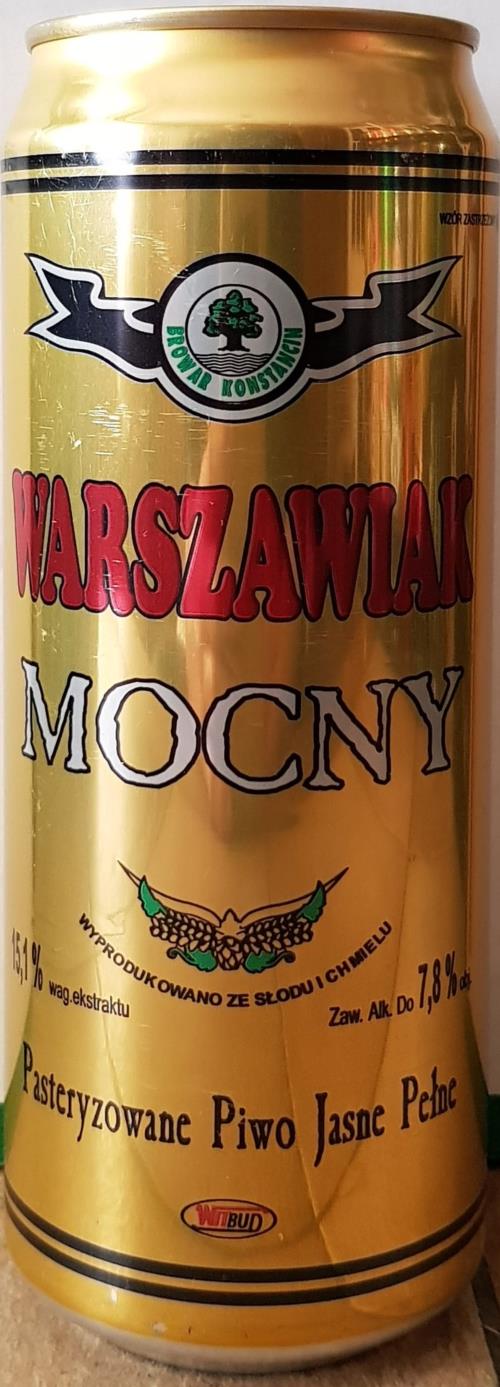 WZÓR ZASTRZEŻO
BROWAR KONSTANCIN
WARSZAWIAK
MOCNY
WYPRODUKOWANO ZE SŁODU I CHMIELU
15,1 % wag.ekstraktu
Zaw. Alk. Do 7,8 % obj.
Pasteryzowane Piwo Jasne Pełne
WITBUD